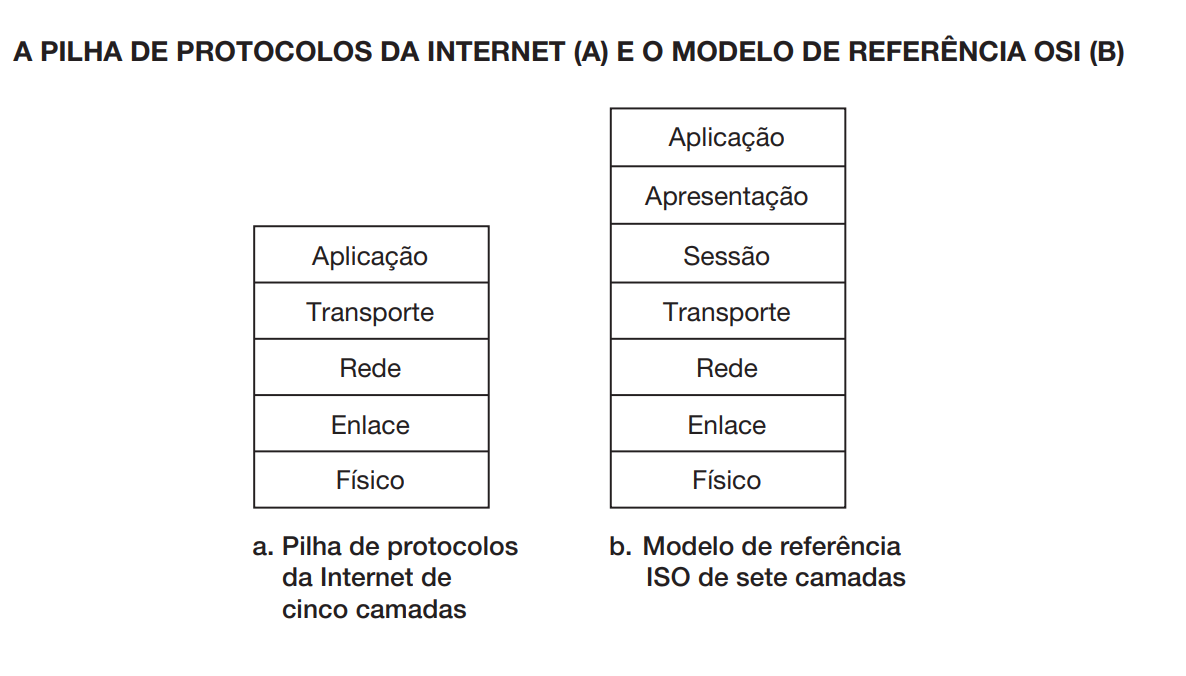 A PILHA DE PROTOCOLOS DA INTERNET (A) E O MODELO DE REFERÊNCIA OSI (B)
Aplicação
Transporte
Rede
Enlace
Físico
a. Pilha de protocolos
da Internet de
cinco camadas
Aplicação
Apresentação
Sessão
Transporte
Rede
Enlace
Físico
b. Modelo de referência
ISO de sete camadas